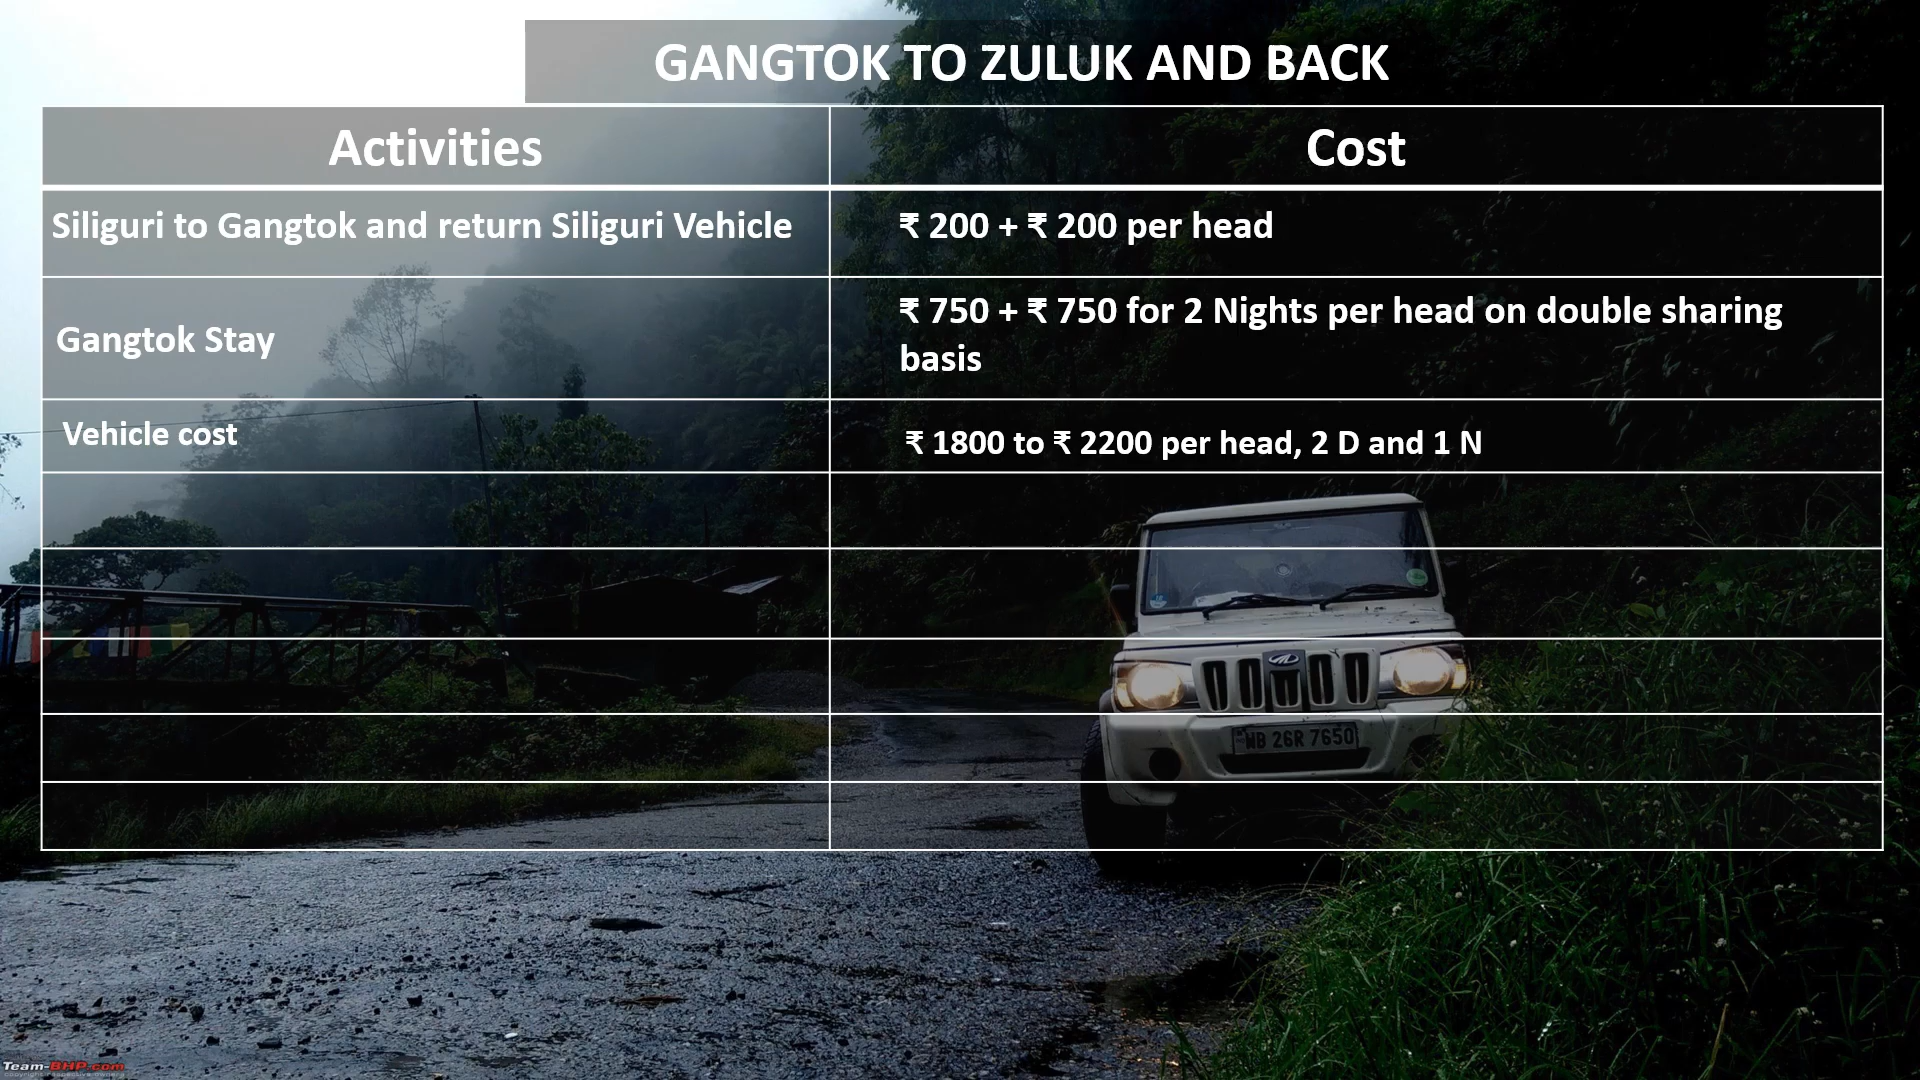 GANGTOK TO ZULUK AND BACK
Activities
Cost
Siliguri to Gangtok and return Siliguri Vehicle
₹ 200 + ₹ 200 per head
Gangtok Stay
₹ 750 + ₹ 750 for 2 Nights per head on double sharing
basis
Vehicle cost
₹ 1800 to ₹ 2200 per head, 2 D and 1 N
WB 26R 7650
Team-BHP.com